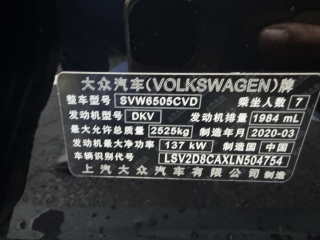 大众汽车(VOLKSWAGEN)牌
整车型号 SVW6505CVD 乘坐人数 7
发动机型号 DKV 发动机排量 1984 mL
最大允许总质量 2525kg 制造年月 2020-03
发动机最大净功率 137 kW 制造国 中国
车辆识别代号 LSV2D8CAXLN504754
上汽大众汽车有限公司 制造